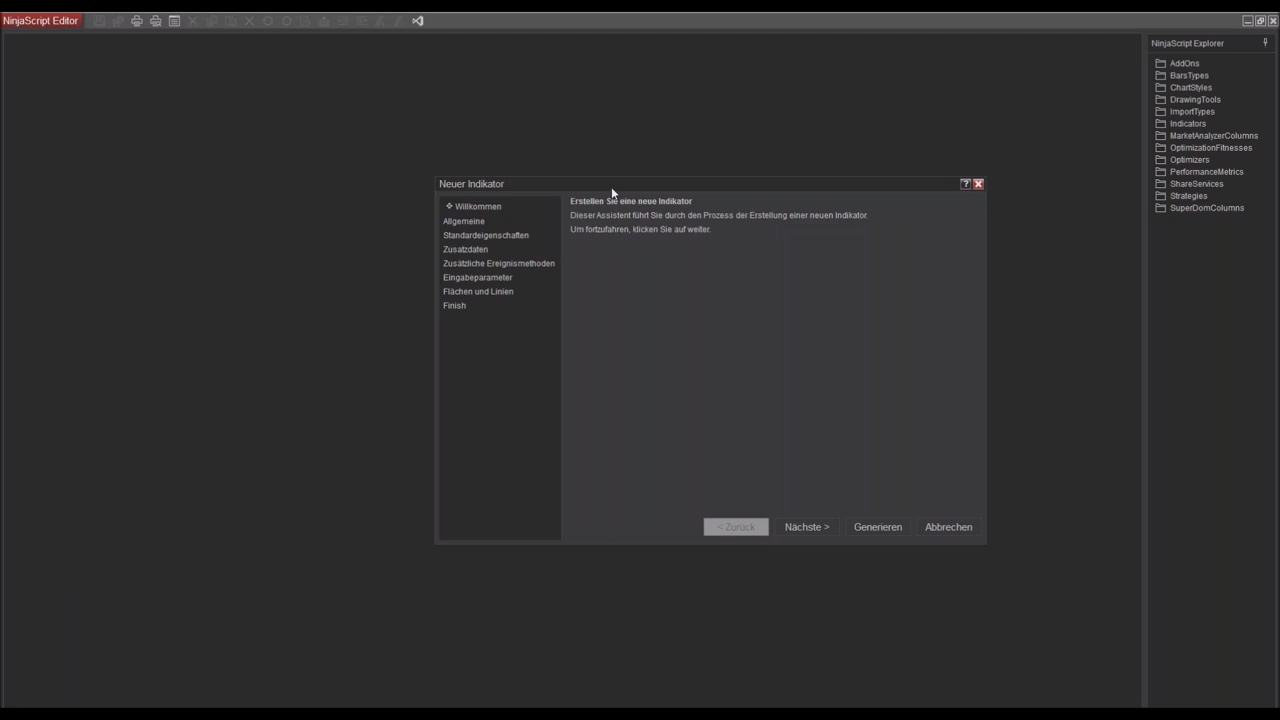 NinjaScript Editor
NinjaScript Explorer
AddOns
BarsTypes
ChartStyles
DrawingTools
ImportTypes
Indicators
MarketAnalyzerColumns
OptimizationFitnesses
Optimizers
PerformanceMetrics
ShareServices
Strategies
SuperDomColumns
Neuer Indikator
Willkommen
Allgemeine
Standardeigenschaften
Zusatzdaten
Zusätzliche Ereignismethoden
Eingabeparameter
Flächen und Linien
Finish
Erstellen Sie eine neue Indikator
Dieser Assistent führt Sie durch den Prozess der Erstellung einer neuen Indikator.
Um fortzufahren, klicken Sie auf weiter.
< Zurück
Nächste >
Generieren
Abbrechen